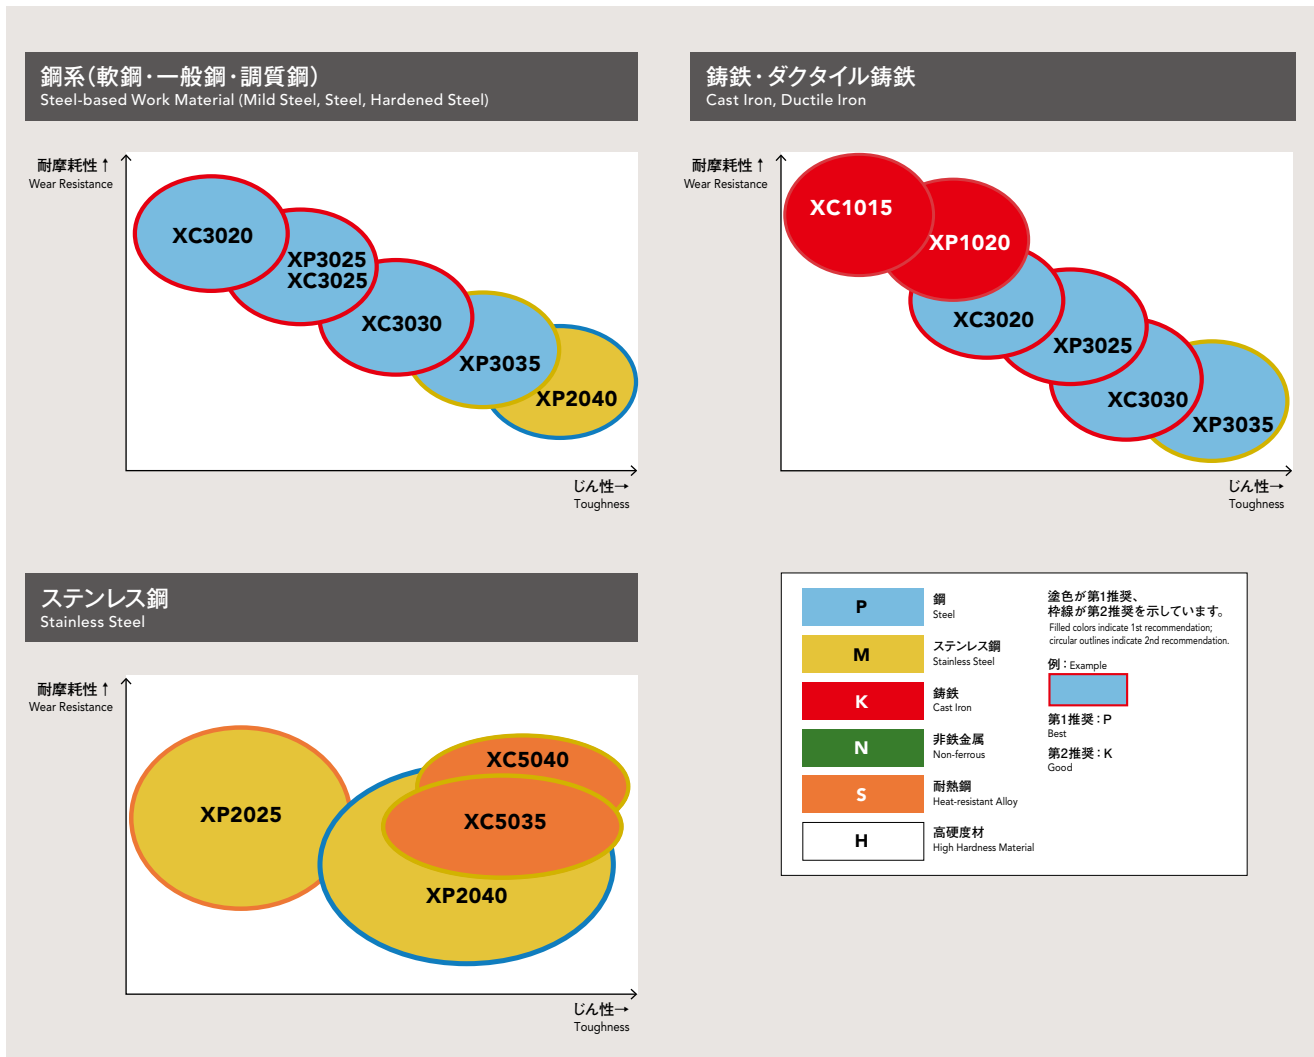 鋼系(軟鋼・一般鋼・調質鋼)
Steel-based Work Material (Mild Steel, Steel, Hardened Steel)
耐摩耗性↑
Wear Resistance
XC3020
XP3025
XC3025
XC3030
XP3035
XP2040
じん性→
Toughness
鋳鉄・ダクタイル鋳鉄
Cast Iron, Ductile Iron
耐摩耗性↑
Wear Resistance
XC1015
XP1020
XC3020
XP3025
XC3030
XP3035
じん性→
Toughness
ステンレス鋼
Stainless Steel
耐摩耗性↑
Wear Resistance
XC5040
XP2025
XC5035
XP2040
じん性→
Toughness
P
鋼
Steel
M
ステンレス鋼
Stainless Steel
K
鋳鉄
Cast Iron
N
非鉄金属
Non-ferrous
S
耐熱鋼
Heat-resistant Alloy
H
高硬度材
High Hardness Material
塗色が第1推奨、
枠線が第2推奨を示しています。
Filled colors indicate 1st recommendation;
circular outlines indicate 2nd recommendation.
例：Example
第1推奨：P
Best
第2推奨：K
Good